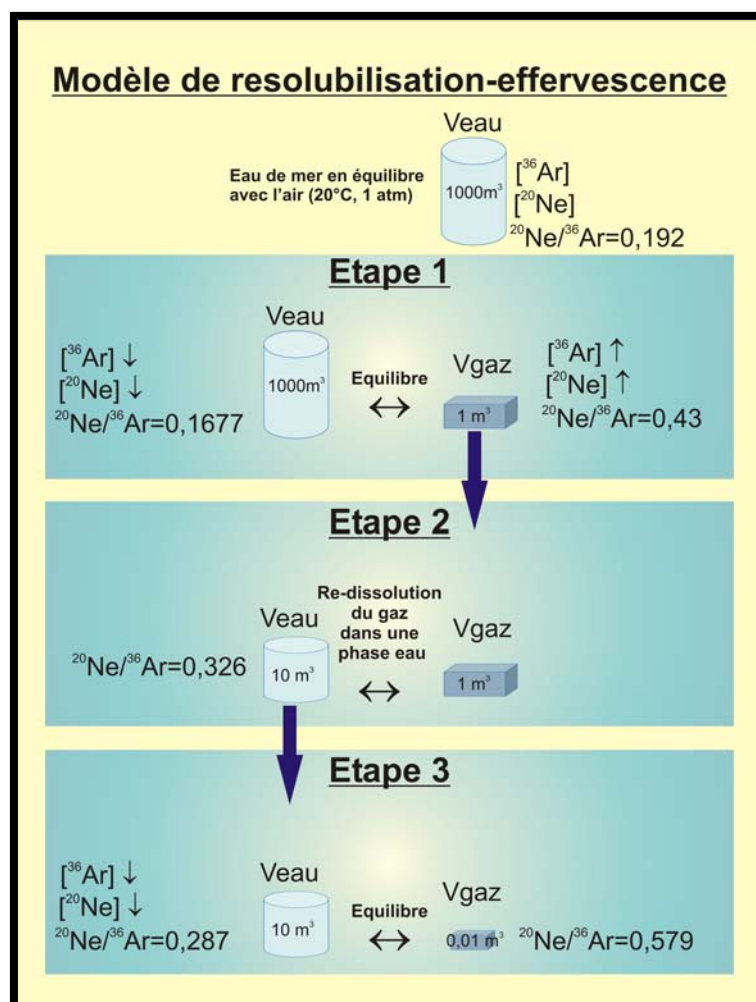 Modèle de resolubilisation-effervescence
Veau
Eau de mer en équilibre
avec l'air (20°C, 1 atm)
1000m³
[³⁶Ar]
[²⁰Ne]
²⁰Ne/³⁶Ar=0,192
Etape 1
Veau
[³⁶Ar] ↓
[²⁰Ne] ↓
²⁰Ne/³⁶Ar=0,1677
1000m³
Equilibre
↔
Vgaz
1 m³
[³⁶Ar] ↑
[²⁰Ne] ↑
²⁰Ne/³⁶Ar=0,43
Etape 2
²⁰Ne/³⁶Ar=0,326
Veau
10 m³
Re-dissolution
du gaz
dans une
phase eau
↔
Vgaz
1 m³
Etape 3
[³⁶Ar] ↓
[²⁰Ne] ↓
²⁰Ne/³⁶Ar=0,287
Veau
10 m³
Equilibre
↔
Vgaz
0,01 m³
²⁰Ne/³⁶Ar=0,579